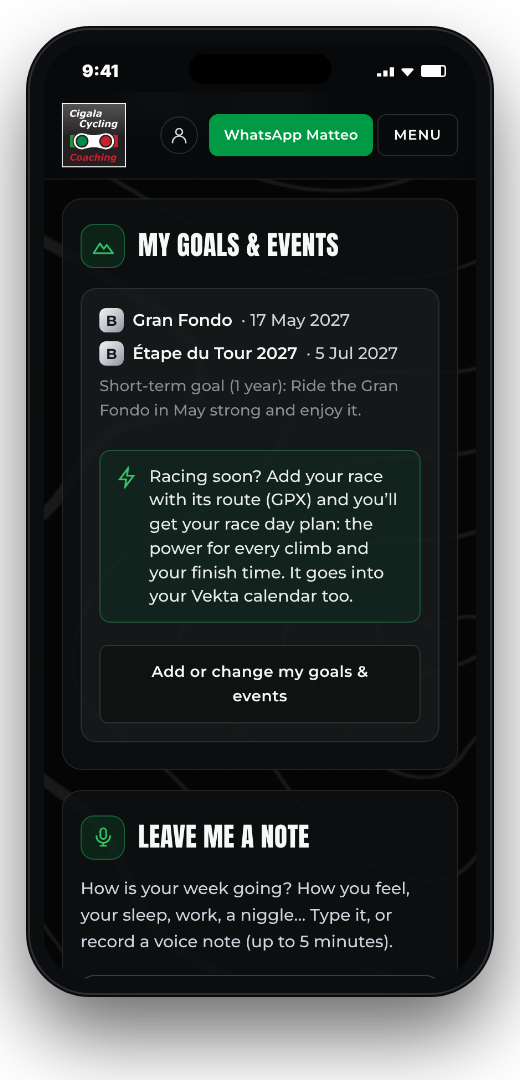 9:41
Cigala
Cycling
Coaching
WhatsApp Matteo
MENU
MY GOALS & EVENTS
B Gran Fondo · 17 May 2027
B Étape du Tour 2027 · 5 Jul 2027
Short-term goal (1 year): Ride the Gran
Fondo in May strong and enjoy it.
Racing soon? Add your race
with its route (GPX) and you’ll
get your race day plan: the
power for every climb and
your finish time. It goes into
your Vekta calendar too.
Add or change my goals &
events
LEAVE ME A NOTE
How is your week going? How you feel,
your sleep, work, a niggle... Type it, or
record a voice note (up to 5 minutes).